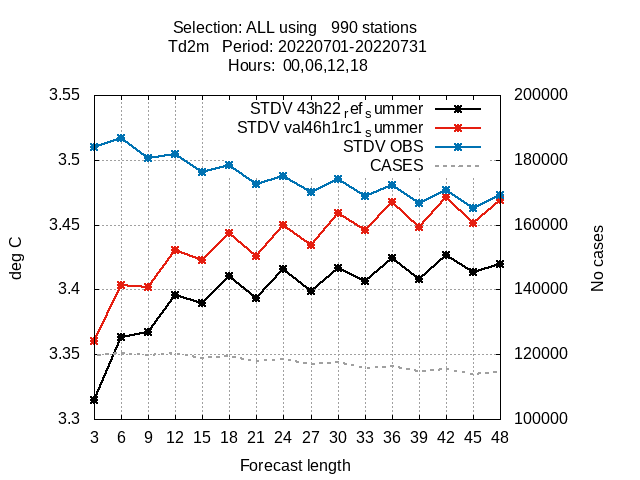 Selection: ALL using   990 stations
Td2m   Period: 20220701-20220731
Hours:  00,06,12,18
3.55
3.5
3.45
3.4
3.35
3.3
deg C
STDV 43h22refsummer
STDV val46h1rc1summer
STDV OBS
CASES
200000
180000
160000
140000
120000
100000
No cases
3 6 9 12 15 18 21 24 27 30 33 36 39 42 45 48
Forecast length